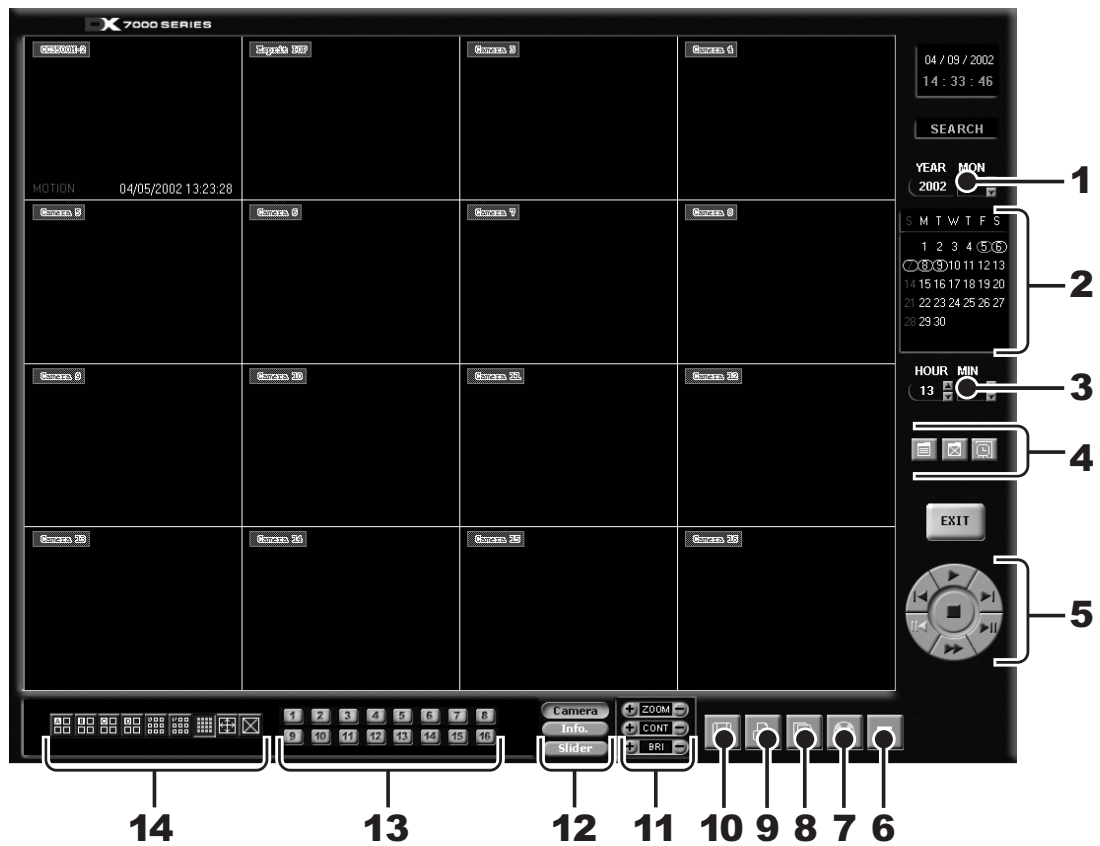 DX 7000 SERIES
CC3500H-2
Camera 3
Camera 4
04 / 09 / 2002
14 : 33 : 46
SEARCH
YEAR MON
2002
1
MOTION 04/05/2002 13:23:28
Camera 5
Camera 6
Camera 7
Camera 8
S M T W T F S
1 2 3 4 5 6
7 8 9 10 11 12 13
14 15 16 17 18 19 20
21 22 23 24 25 26 27
28 29 30
2
Camera 9
Camera 10
Camera 11
Camera 12
HOUR MIN
13
3
4
EXIT
Camera 13
Camera 14
Camera 15
Camera 16
5
A B C D
1 2 3 4 5 6 7 8
9 10 11 12 13 14 15 16
Camera
Info.
Slider
+ ZOOM −
+ CONT −
+ BRI −
14 13 12 11 10 9 8 7 6